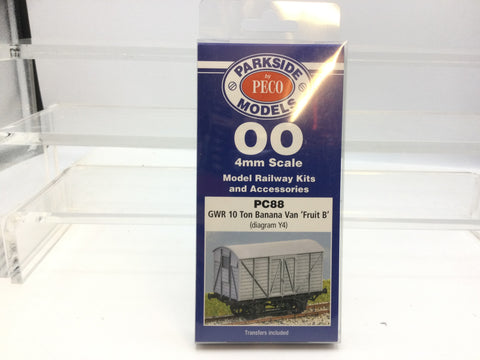 PARKSIDE
by
PECO
MODELS
OO
4mm Scale
Model Railway Kits
and Accessories
PC88
GWR 10 Ton Banana Van 'Fruit B'
(diagram Y4)
Transfers included